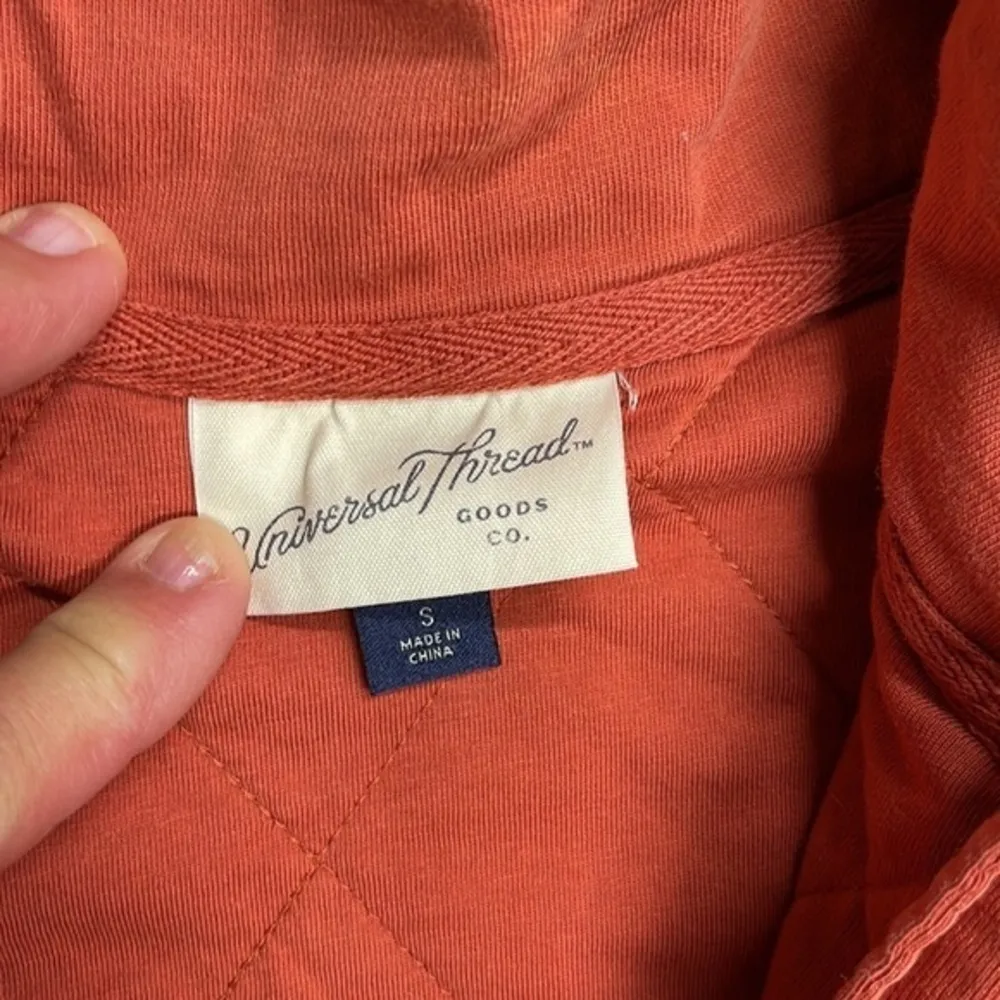 Universal Thread™
GOODS
CO.
S
MADE IN
CHINA